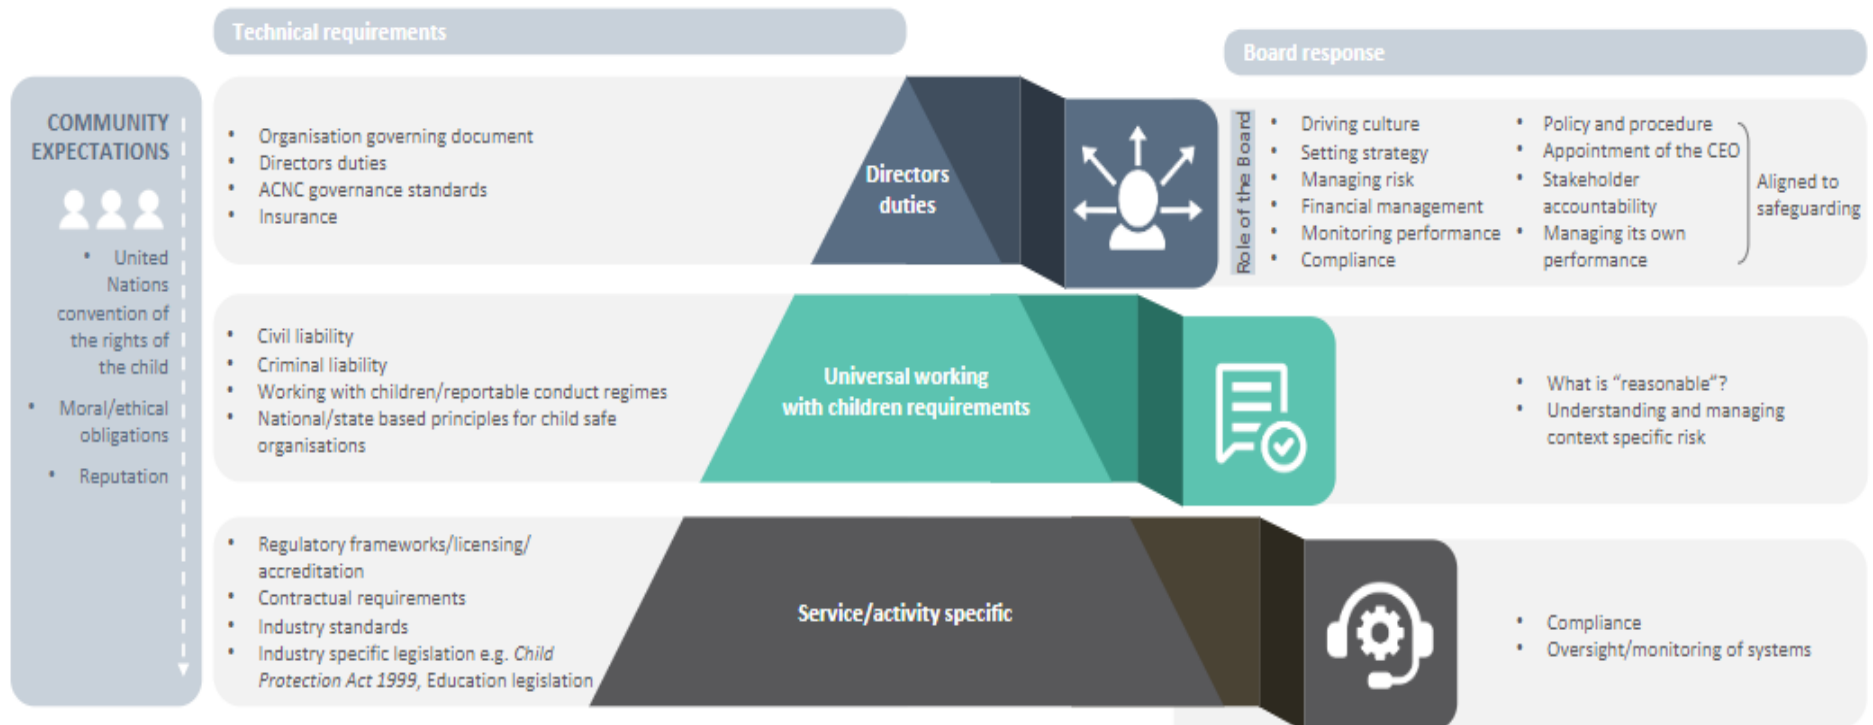 Technical requirements
Board response
COMMUNITY
EXPECTATIONS
• United
Nations
convention of
the rights of
the child
• Moral/ethical
obligations
• Reputation
• Organisation governing document
• Directors duties
• ACNC governance standards
• Insurance
Directors
duties
Role of the Board
• Driving culture
• Setting strategy
• Managing risk
• Financial management
• Monitoring performance
• Compliance
• Policy and procedure
• Appointment of the CEO
• Stakeholder
accountability
• Managing its own
performance
Aligned to
safeguarding
• Civil liability
• Criminal liability
• Working with children/reportable conduct regimes
• National/state based principles for child safe
organisations
Universal working
with children requirements
• What is “reasonable”?
• Understanding and managing
context specific risk
• Regulatory frameworks/licensing/
accreditation
• Contractual requirements
• Industry standards
• Industry specific legislation e.g. Child
Protection Act 1999, Education legislation
Service/activity specific
• Compliance
• Oversight/monitoring of systems